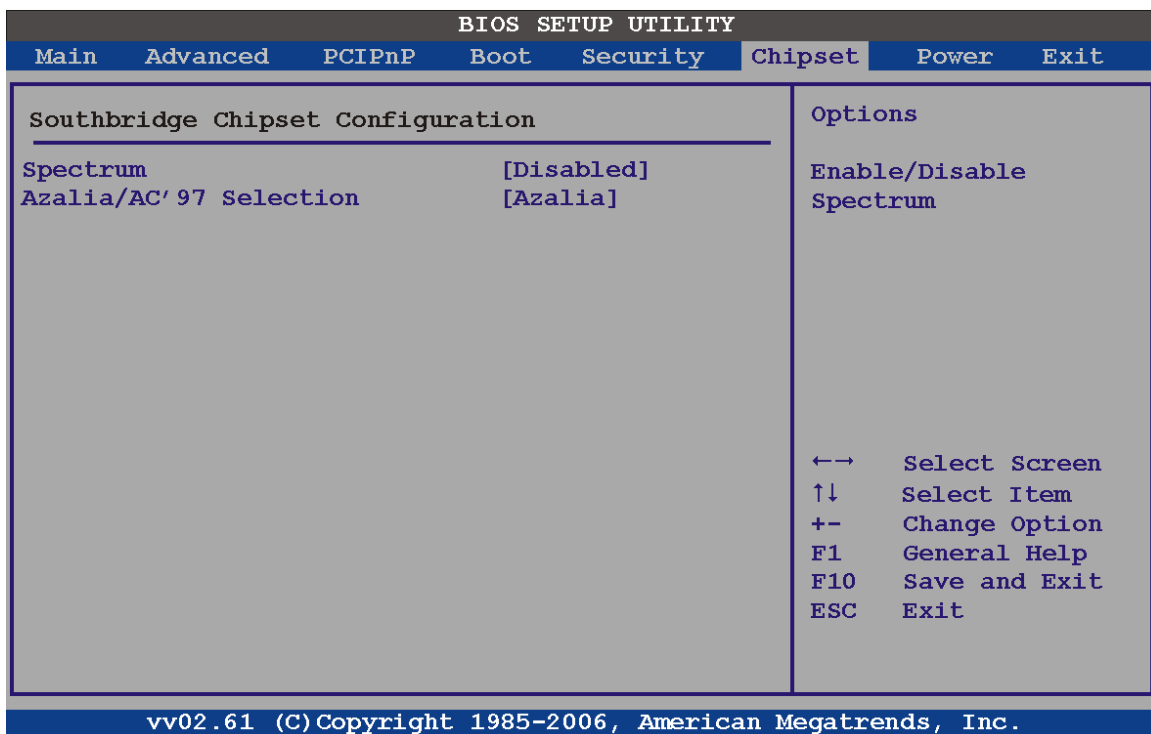 BIOS SETUP UTILITY
Main Advanced PCIPnP Boot Security Chipset Power Exit
Southbridge Chipset Configuration
Spectrum [Disabled]
Azalia/AC'97 Selection [Azalia]
Options
Enable/Disable
Spectrum
←→ Select Screen
↑↓ Select Item
+- Change Option
F1 General Help
F10 Save and Exit
ESC Exit
vv02.61 (C)Copyright 1985-2006, American Megatrends, Inc.